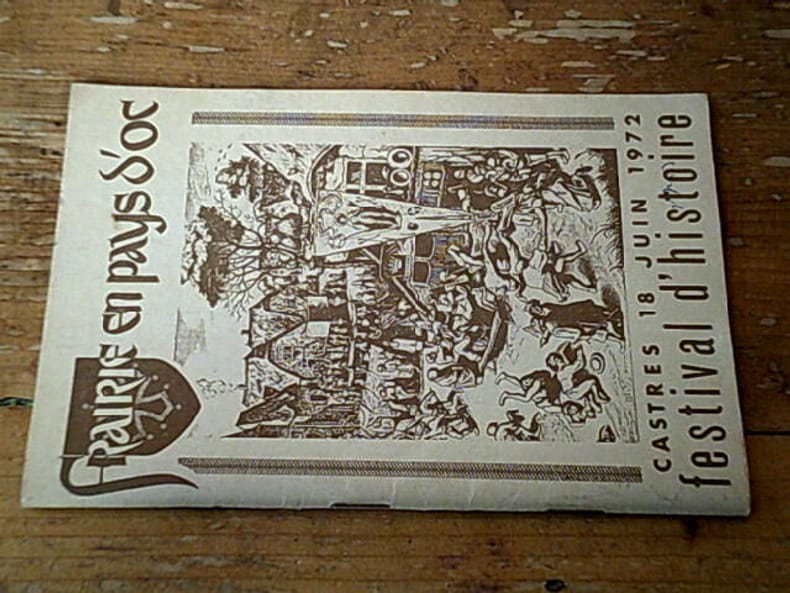 fRAIRIE en pays d'oc
CASTRES 18 JUIN 1972
festival d'histoire